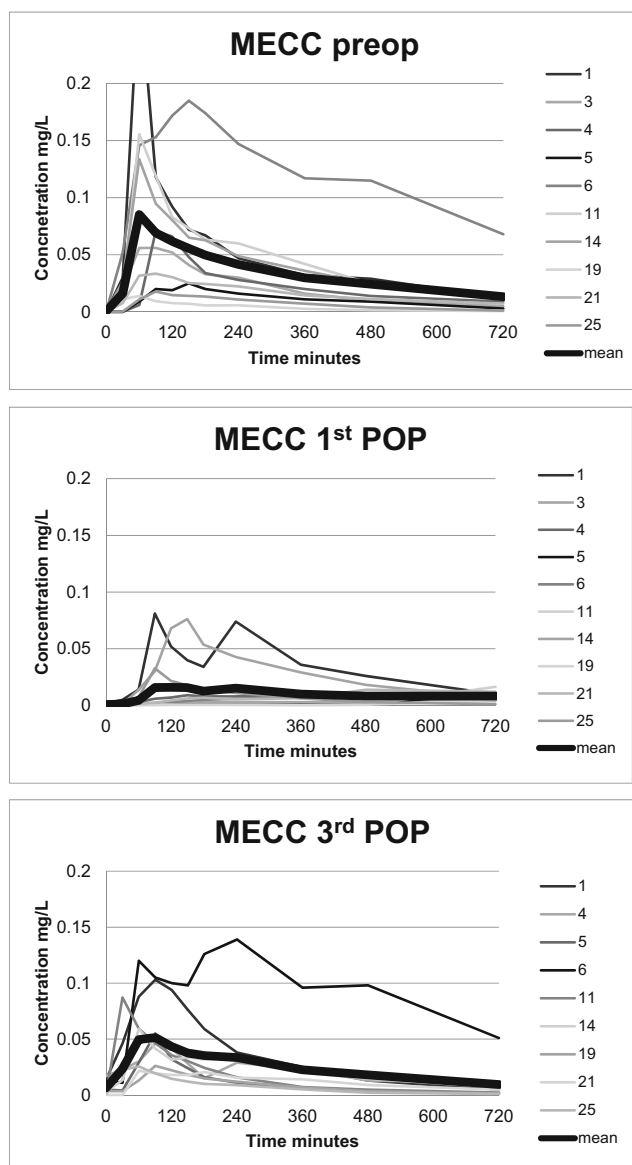 MECC preop
0.2
0.15
0.1
0.05
0
Concnetration mg/L
0 120 240 360 480 600 720
Time minutes
1
3
4
5
6
11
14
19
21
25
mean
MECC 1st POP
0.2
0.15
0.1
0.05
0
Concentration mg/L
0 120 240 360 480 600 720
Time minutes
1
3
4
5
6
11
14
19
21
25
mean
MECC 3rd POP
0.2
0.15
0.1
0.05
0
Concentration mg/L
0 120 240 360 480 600 720
Time minutes
1
4
5
6
11
14
19
21
25
mean